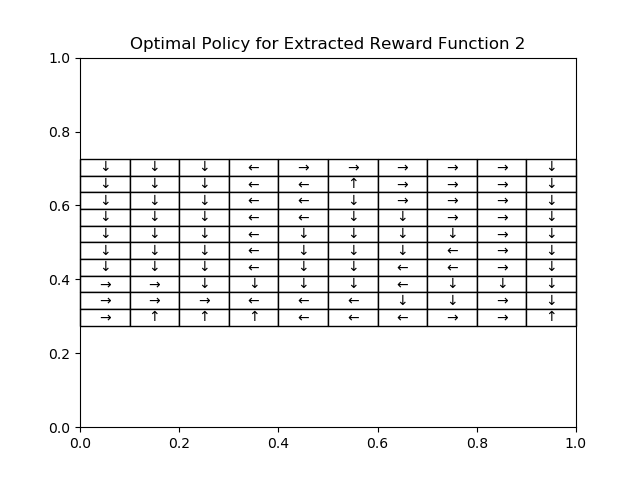 Optimal Policy for Extracted Reward Function 2
1.0
↓ ↓ ↓ ← → → → → → ↓
↓ ↓ ↓ ← ← ↑ → → → ↓
↓ ↓ ↓ ← ← ↓ → → → ↓
↓ ↓ ↓ ← ← ↓ ↓ → → ↓
↓ ↓ ↓ ← ↓ ↓ ↓ ↓ → ↓
↓ ↓ ↓ ← ↓ ↓ ↓ ← → ↓
↓ ↓ ↓ ← ↓ ↓ ← ← → ↓
→ → ↓ ↓ ↓ ↓ ← ↓ ↓ ↓
→ → → ← ← ← ↓ ↓ → ↓
→ ↑ ↑ ↑ ← ← ← → → ↑
0.8
0.6
0.4
0.2
0.0
0.0 0.2 0.4 0.6 0.8 1.0